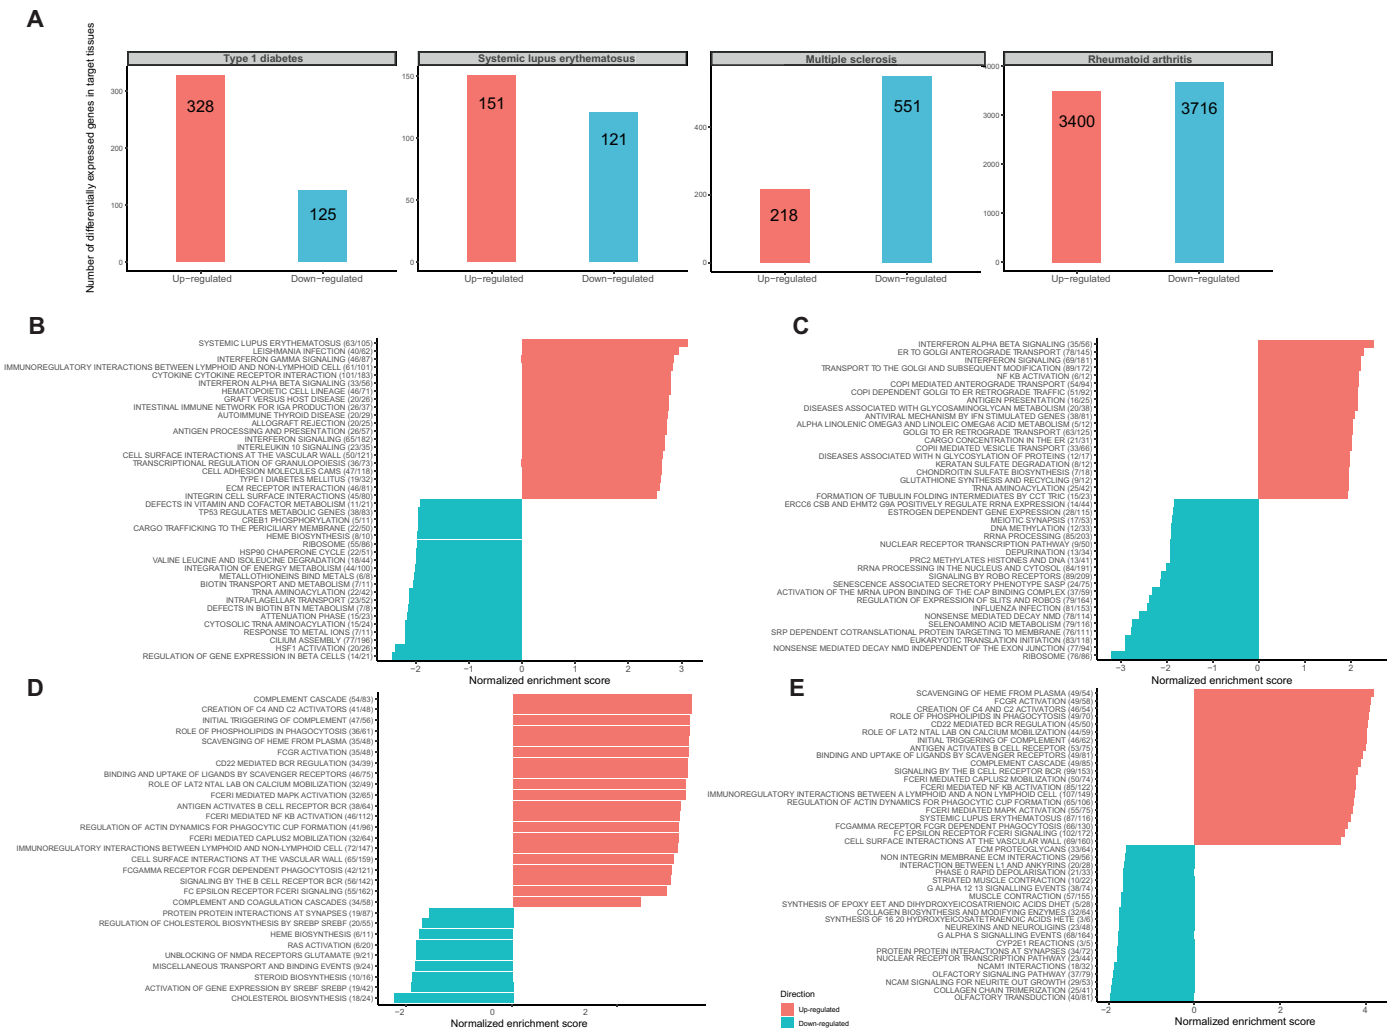 A
Number of differentially expressed genes in target tissues
Type 1 diabetes
300
200
100
0
328
125
Up−regulated
Down−regulated
Systemic lupus erythematosus
150
100
50
0
151
121
Up−regulated
Down−regulated
Multiple sclerosis
400
200
0
218
551
Up−regulated
Down−regulated
Rheumatoid arthritis
4000
3000
2000
1000
0
3400
3716
Up−regulated
Down−regulated
B
SYSTEMIC LUPUS ERYTHEMATOSUS (63/105)
LEISHMANIA INFECTION (40/62)
INTERFERON GAMMA SIGNALING (46/87)
IMMUNOREGULATORY INTERACTIONS BETWEEN LYMPHOID AND NON-LYMPHOID CELL (61/101)
CYTOKINE CYTOKINE RECEPTOR INTERACTION (101/183)
INTERFERON ALPHA BETA SIGNALING (33/56)
HEMATOPOIETIC CELL LINEAGE (46/71)
GRAFT VERSUS HOST DISEASE (20/26)
INTESTINAL IMMUNE NETWORK FOR IGA PRODUCTION (26/37)
AUTOIMMUNE THYROID DISEASE (20/29)
ALLOGRAFT REJECTION (20/25)
ANTIGEN PROCESSING AND PRESENTATION (26/57)
INTERFERON SIGNALING (65/182)
INTERLEUKIN 10 SIGNALING (23/35)
CELL SURFACE INTERACTIONS AT THE VASCULAR WALL (50/121)
TRANSCRIPTIONAL REGULATION OF GRANULOPOIESIS (36/73)
CELL ADHESION MOLECULES CAMS (47/118)
TYPE I DIABETES MELLITUS (19/32)
ECM RECEPTOR INTERACTION (46/81)
INTEGRIN CELL SURFACE INTERACTIONS (45/80)
DEFECTS IN VITAMIN AND COFACTOR METABOLISM (11/21)
TP53 REGULATES METABOLIC GENES (38/83)
CREB1 PHOSPHORYLATION (5/11)
CARGO TRAFFICKING TO THE PERICILIARY MEMBRANE (22/50)
HEME BIOSYNTHESIS (8/10)
RIBOSOME (55/86)
HSP90 CHAPERONE CYCLE (22/51)
VALINE LEUCINE AND ISOLEUCINE DEGRADATION (18/44)
INTEGRATION OF ENERGY METABOLISM (44/100)
METALLOTHIONEINS BIND METALS (6/8)
BIOTIN TRANSPORT AND METABOLISM (7/11)
TRNA AMINOACYLATION (22/42)
INTRAFLAGELLAR TRANSPORT (23/52)
DEFECTS IN BIOTIN BTN METABOLISM (7/8)
ATTENUATION PHASE (15/23)
CYTOSOLIC TRNA AMINOACYLATION (15/24)
RESPONSE TO METAL IONS (7/11)
CILIUM ASSEMBLY (77/196)
HSF1 ACTIVATION (20/26)
REGULATION OF GENE EXPRESSION IN BETA CELLS (14/21)
−2 −1 0 1 2 3
Normalized enrichment score
C
INTERFERON ALPHA BETA SIGNALING (35/56)
ER TO GOLGI ANTEROGRADE TRANSPORT (78/145)
INTERFERON SIGNALING (69/181)
TRANSPORT TO THE GOLGI AND SUBSEQUENT MODIFICATION (89/172)
NF KB ACTIVATION (6/12)
COPI MEDIATED ANTEROGRADE TRANSPORT (54/94)
COPI DEPENDENT GOLGI TO ER RETROGRADE TRAFFIC (51/92)
ANTIGEN PRESENTATION (16/25)
DISEASES ASSOCIATED WITH GLYCOSAMINOGLYCAN METABOLISM (20/38)
ANTIVIRAL MECHANISM BY IFN STIMULATED GENES (38/81)
ALPHA LINOLENIC OMEGA3 AND LINOLEIC OMEGA6 ACID METABOLISM (5/12)
GOLGI TO ER RETROGRADE TRANSPORT (63/125)
CARGO CONCENTRATION IN THE ER (21/31)
COPII MEDIATED VESICLE TRANSPORT (33/66)
DISEASES ASSOCIATED WITH N GLYCOSYLATION OF PROTEINS (12/17)
KERATAN SULFATE DEGRADATION (8/12)
CHONDROITIN SULFATE BIOSYNTHESIS (7/18)
GLUTATHIONE SYNTHESIS AND RECYCLING (9/12)
TRNA AMINOACYLATION (25/42)
FORMATION OF TUBULIN FOLDING INTERMEDIATES BY CCT TRIC (15/23)
ERCC6 CSB AND EHMT2 G9A POSITIVELY REGULATE RRNA EXPRESSION (14/44)
ESTROGEN DEPENDENT GENE EXPRESSION (28/115)
MEIOTIC SYNAPSIS (17/53)
DNA METHYLATION (12/33)
RRNA PROCESSING (85/203)
NUCLEAR RECEPTOR TRANSCRIPTION PATHWAY (9/50)
DEPURINATION (13/34)
PRC2 METHYLATES HISTONES AND DNA (13/41)
RRNA PROCESSING IN THE NUCLEUS AND CYTOSOL (84/191)
SIGNALING BY ROBO RECEPTORS (89/209)
SENESCENCE ASSOCIATED SECRETORY PHENOTYPE SASP (24/75)
ACTIVATION OF THE MRNA UPON BINDING OF THE CAP BINDING COMPLEX (37/59)
REGULATION OF EXPRESSION OF SLITS AND ROBOS (79/164)
INFLUENZA INFECTION (81/153)
NONSENSE MEDIATED DECAY NMD (78/114)
SELENOAMINO ACID METABOLISM (79/116)
SRP DEPENDENT COTRANSLATIONAL PROTEIN TARGETING TO MEMBRANE (76/111)
EUKARYOTIC TRANSLATION INITIATION (83/118)
NONSENSE MEDIATED DECAY NMD INDEPENDENT OF THE EXON JUNCTION (77/94)
RIBOSOME (76/86)
−3 −2 −1 0 1 2
Normalized enrichment score
D
COMPLEMENT CASCADE (54/83)
CREATION OF C4 AND C2 ACTIVATORS (41/48)
INITIAL TRIGGERING OF COMPLEMENT (47/56)
ROLE OF PHOSPHOLIPIDS IN PHAGOCYTOSIS (36/61)
SCAVENGING OF HEME FROM PLASMA (35/48)
FCGR ACTIVATION (35/48)
CD22 MEDIATED BCR REGULATION (34/39)
BINDING AND UPTAKE OF LIGANDS BY SCAVENGER RECEPTORS (46/75)
ROLE OF LAT2 NTAL LAB ON CALCIUM MOBILIZATION (32/49)
FCERI MEDIATED MAPK ACTIVATION (32/65)
ANTIGEN ACTIVATES B CELL RECEPTOR BCR (38/64)
FCERI MEDIATED NF KB ACTIVATION (46/112)
REGULATION OF ACTIN DYNAMICS FOR PHAGOCYTIC CUP FORMATION (41/96)
FCERI MEDIATED CAPLUS2 MOBILIZATION (32/64)
IMMUNOREGULATORY INTERACTIONS BETWEEN LYMPHOID AND NON-LYMPHOID CELL (72/147)
CELL SURFACE INTERACTIONS AT THE VASCULAR WALL (65/159)
FCGAMMA RECEPTOR FCGR DEPENDENT PHAGOCYTOSIS (42/121)
SIGNALING BY THE B CELL RECEPTOR BCR (56/142)
FC EPSILON RECEPTOR FCERI SIGNALING (55/162)
COMPLEMENT AND COAGULATION CASCADES (34/58)
PROTEIN PROTEIN INTERACTIONS AT SYNAPSES (19/87)
REGULATION OF CHOLESTEROL BIOSYNTHESIS BY SREBP SREBF (20/55)
HEME BIOSYNTHESIS (6/11)
RAS ACTIVATION (6/20)
UNBLOCKING OF NMDA RECEPTORS GLUTAMATE (9/21)
MISCELLANEOUS TRANSPORT AND BINDING EVENTS (9/24)
STEROID BIOSYNTHESIS (10/16)
ACTIVATION OF GENE EXPRESSION BY SREBF SREBP (19/42)
CHOLESTEROL BIOSYNTHESIS (18/24)
−2 0 2
Normalized enrichment score
E
SCAVENGING OF HEME FROM PLASMA (49/54)
FCGR ACTIVATION (49/58)
CREATION OF C4 AND C2 ACTIVATORS (46/54)
ROLE OF PHOSPHOLIPIDS IN PHAGOCYTOSIS (49/70)
CD22 MEDIATED BCR REGULATION (45/50)
ROLE OF LAT2 NTAL LAB ON CALCIUM MOBILIZATION (44/59)
INITIAL TRIGGERING OF COMPLEMENT (46/62)
ANTIGEN ACTIVATES B CELL RECEPTOR (53/75)
BINDING AND UPTAKE OF LIGANDS BY SCAVENGER RECEPTORS (49/81)
COMPLEMENT CASCADE (49/85)
SIGNALING BY THE B CELL RECEPTOR BCR (99/153)
FCERI MEDIATED CAPLUS2 MOBILIZATION (50/74)
FCERI MEDIATED NF KB ACTIVATION (85/122)
IMMUNOREGULATORY INTERACTIONS BETWEEN A LYMPHOID AND A NON LYMPHOID CELL (107/149)
REGULATION OF ACTIN DYNAMICS FOR PHAGOCYTIC CUP FORMATION (65/106)
FCERI MEDIATED MAPK ACTIVATION (55/75)
SYSTEMIC LUPUS ERYTHEMATOSUS (87/116)
FCGAMMA RECEPTOR FCGR DEPENDENT PHAGOCYTOSIS (66/130)
FC EPSILON RECEPTOR FCERI SIGNALING (102/172)
CELL SURFACE INTERACTIONS AT THE VASCULAR WALL (69/160)
ECM PROTEOGLYCANS (33/64)
NON INTEGRIN MEMBRANE ECM INTERACTIONS (29/56)
INTERACTION BETWEEN L1 AND ANKYRINS (20/28)
PHASE 0 RAPID DEPOLARISATION (21/33)
STRIATED MUSCLE CONTRACTION (10/22)
G ALPHA 12 13 SIGNALLING EVENTS (38/74)
MUSCLE CONTRACTION (57/155)
SYNTHESIS OF EPOXY EET AND DIHYDROXYEICOSATRIENOIC ACIDS DHET (5/28)
COLLAGEN BIOSYNTHESIS AND MODIFYING ENZYMES (32/64)
SYNTHESIS OF 16 20 HYDROXYEICOSATETRAENOIC ACIDS HETE (3/6)
NEUREXINS AND NEUROLIGINS (23/48)
G ALPHA S SIGNALLING EVENTS (68/164)
CYP2E1 REACTIONS (3/5)
PROTEIN PROTEIN INTERACTIONS AT SYNAPSES (34/72)
NUCLEAR RECEPTOR TRANSCRIPTION PATHWAY (23/44)
NCAM1 INTERACTIONS (18/32)
OLFACTORY SIGNALING PATHWAY (37/79)
NCAM SIGNALING FOR NEURITE OUT GROWTH (29/53)
COLLAGEN CHAIN TRIMERIZATION (25/41)
OLFACTORY TRANSDUCTION (40/81)
−2 0 2 4
Normalized enrichment score
Direction
Up−regulated
Down−regulated